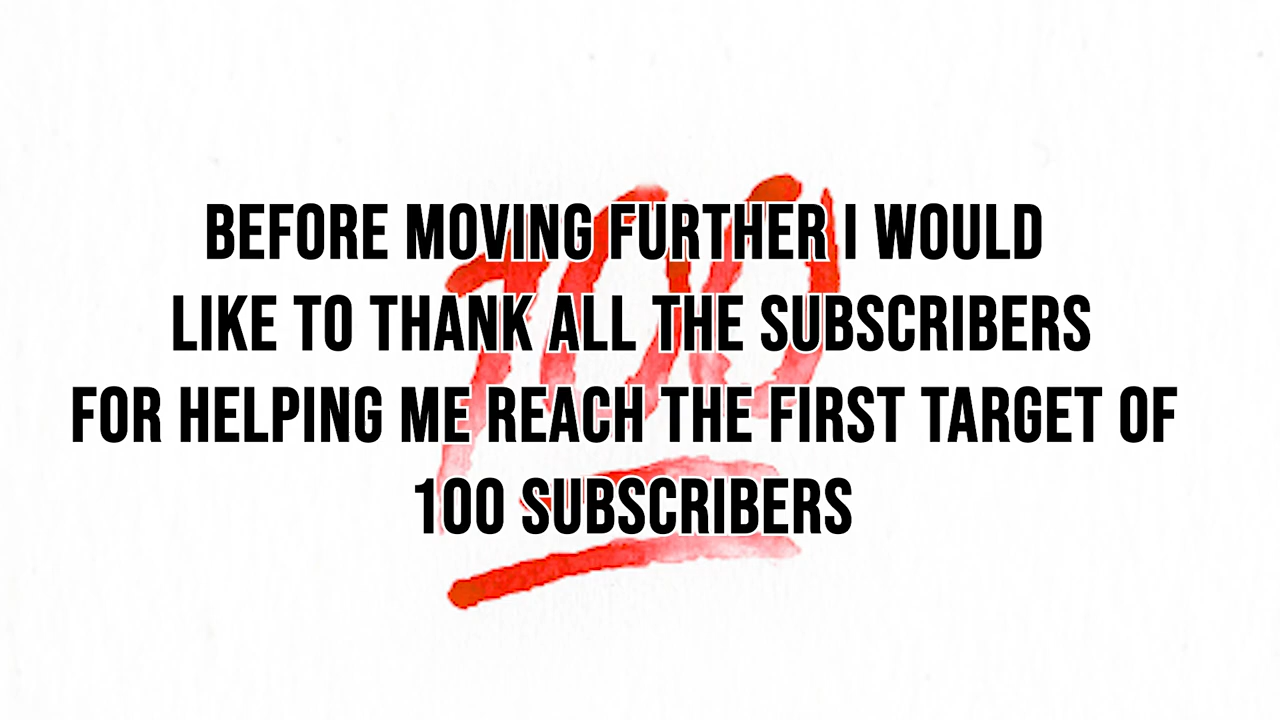 BEFORE MOVING FURTHER I WOULD
LIKE TO THANK ALL THE SUBSCRIBERS
FOR HELPING ME REACH THE FIRST TARGET OF
100 SUBSCRIBERS
100